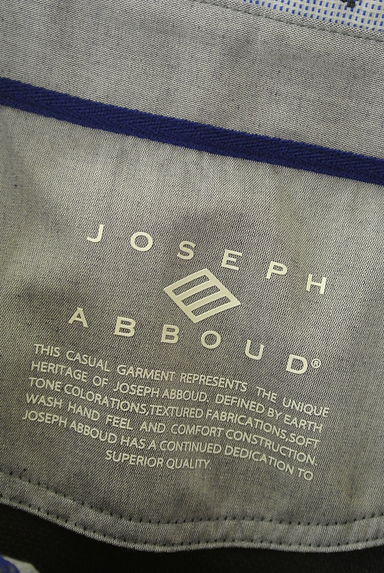 JOSEPH
ABBOUD®
THIS CASUAL GARMENT REPRESENTS THE UNIQUE
HERITAGE OF JOSEPH ABBOUD. DEFINED BY EARTH
TONE COLORATIONS,TEXTURED FABRICATIONS,SOFT
WASH HAND FEEL AND COMFORT CONSTRUCTION.
JOSEPH ABBOUD HAS A CONTINUED DEDICATION TO
SUPERIOR QUALITY.